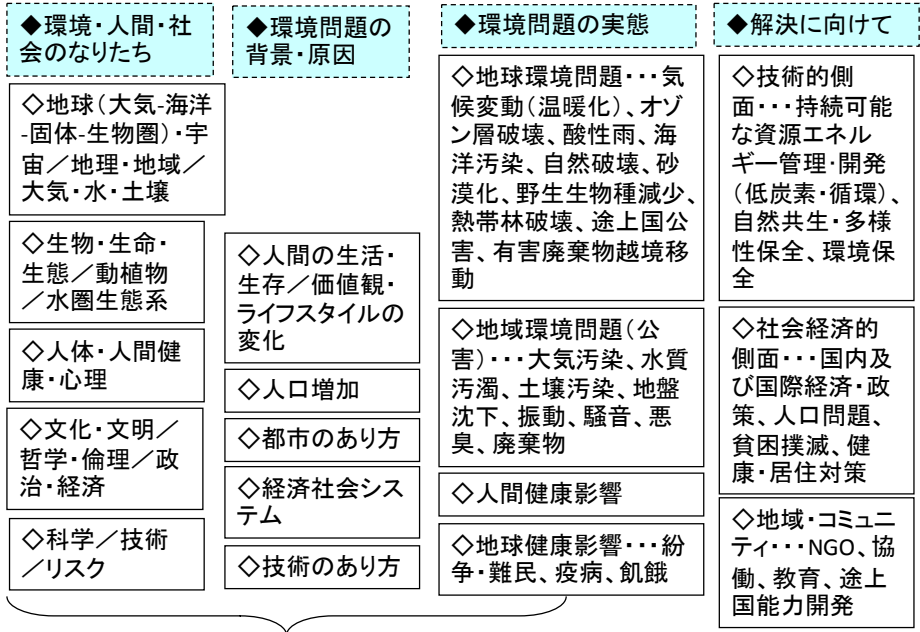 ◆環境・人間・社
会のなりたち
◇地球(大気-海洋
-固体-生物圏)・宇
宙/地理・地域/
大気・水・土壌
◇生物・生命・
生態/動植物
/水圏生態系
◇人体・人間健
康・心理
◇文化・文明/
哲学・倫理/政
治・経済
◇科学/技術
/リスク
◆環境問題の
背景・原因
◇人間の生活・
生存/価値観・
ライフスタイルの
変化
◇人口増加
◇都市のあり方
◇経済社会シス
テム
◇技術のあり方
◆環境問題の実態
◇地球環境問題・・・気
候変動(温暖化)、オゾ
ン層破壊、酸性雨、海
洋汚染、自然破壊、砂
漠化、野生生物種減少、
熱帯林破壊、途上国公
害、有害廃棄物越境移
動
◇地域環境問題(公
害)・・・大気汚染、水質
汚濁、土壌汚染、地盤
沈下、振動、騒音、悪
臭、廃棄物
◇人間健康影響
◇地球健康影響・・・紛
争・難民、疫病、飢餓
◆解決に向けて
◇技術的側
面・・・持続可能
な資源エネル
ギー管理・開発
(低炭素・循環)、
自然共生・多様
性保全、環境保
全
◇社会経済的
側面・・・国内及
び国際経済・政
策、人口問題、
貧困撲滅、健
康・居住対策
◇地域・コミュニ
ティ・・・NGO、協
働、教育、途上
国能力開発